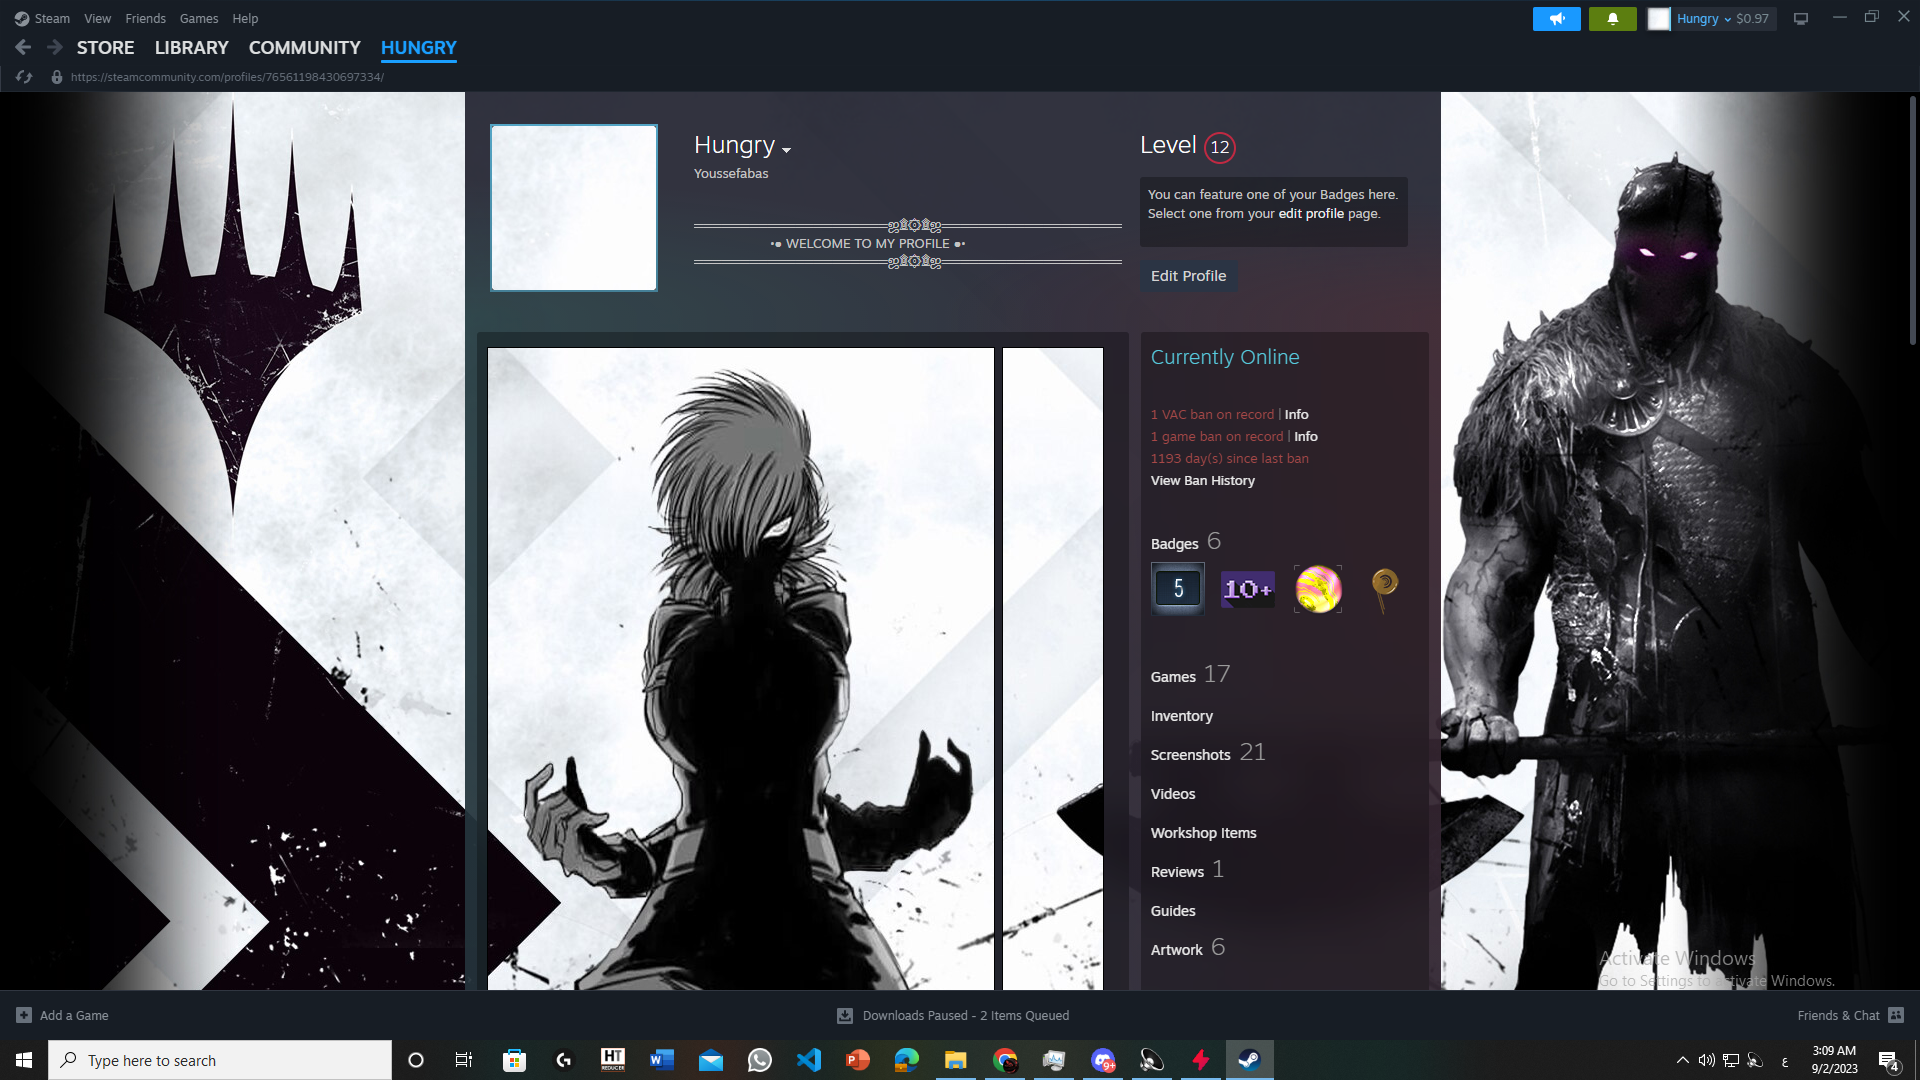 Steam View Friends Games Help
Hungry $0.97
STORE LIBRARY COMMUNITY HUNGRY
https://steamcommunity.com/profiles/76561198430697334/
Hungry
Youssefabas
•● WELCOME TO MY PROFILE ●•
Level 12
You can feature one of your Badges here.
Select one from your edit profile page.
Edit Profile
Currently Online
1 VAC ban on record | Info
1 game ban on record | Info
1193 day(s) since last ban
View Ban History
Badges 6
5 10+
Games 17
Inventory
Screenshots 21
Videos
Workshop Items
Reviews 1
Guides
Artwork 6
Activate Windows
Go to Settings to activate Windows.
Add a Game
Downloads Paused - 2 Items Queued
Friends & Chat
Type here to search
HT
REDUCER
9+
ع
3:09 AM
9/2/2023
4